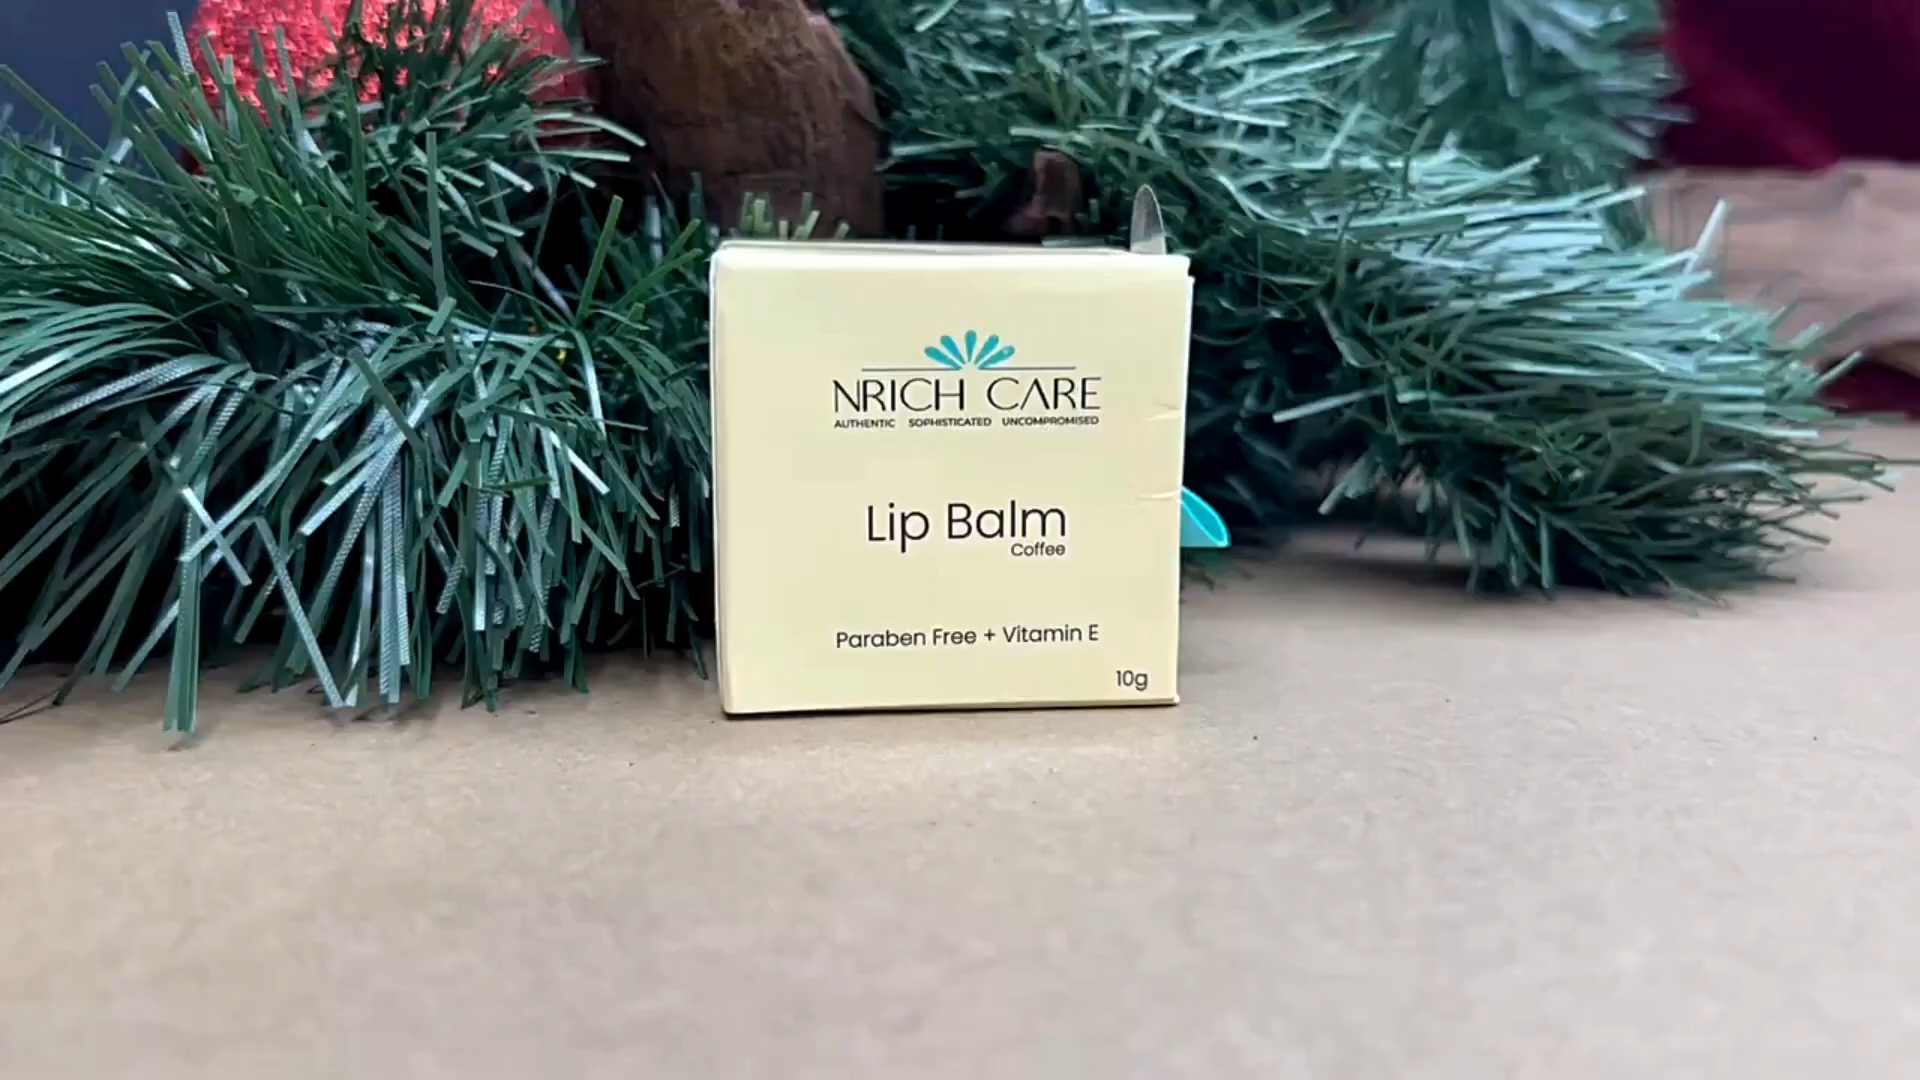 NRICH CARE
AUTHENTIC SOPHISTICATED UNCOMPROMISED
Lip Balm
Coffee
Paraben Free + Vitamin E
10g